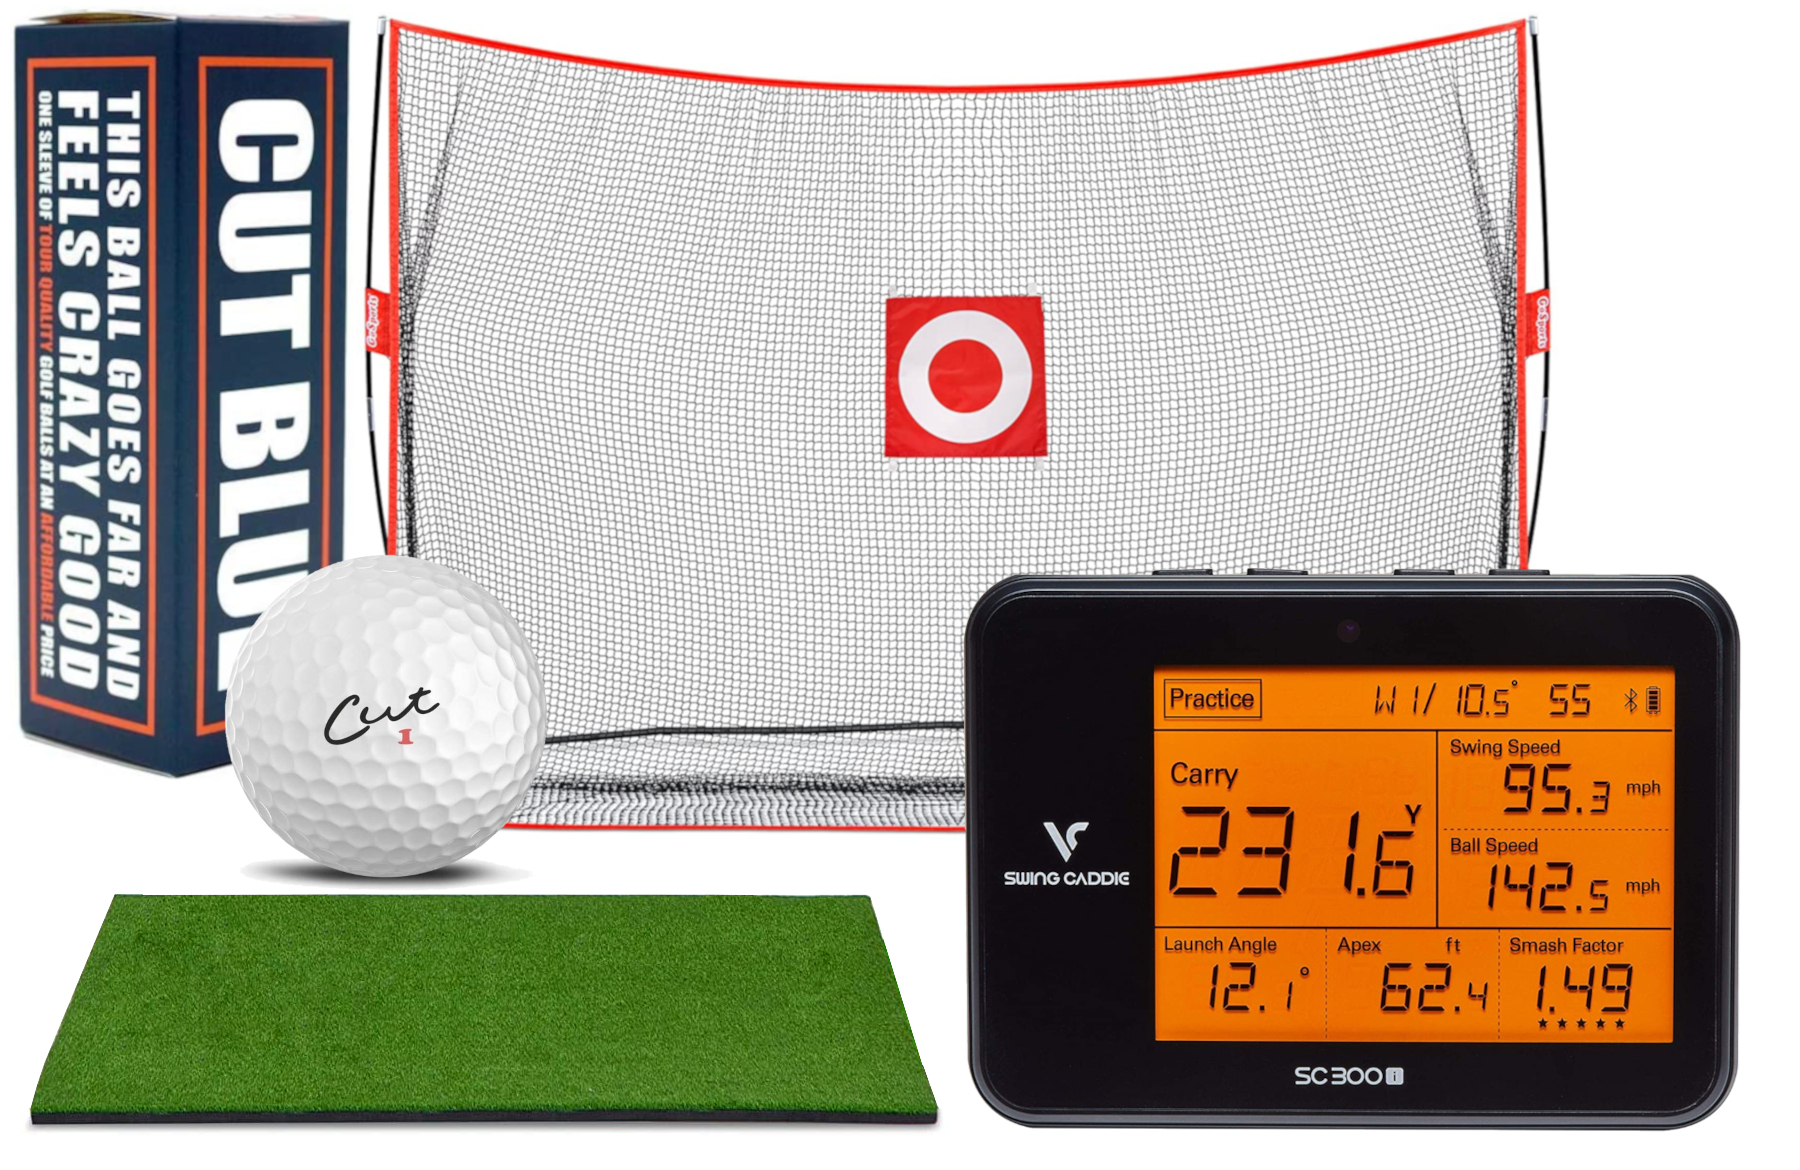 THIS BALL GOES FAR AND
FEELS CRAZY GOOD
ONE SLEEVE OF TOUR QUALITY GOLF BALLS AT AN AFFORDABLE PRICE
CUT BLU
Cut
1
GoSports
GoSports
Practice
W 1/ 10.5° 55
Carry
231.6 Y
Swing Speed
95.3 mph
Ball Speed
142.5 mph
Launch Angle
12.1°
Apex ft
62.4
Smash Factor
1.49
SWING CADDIE
SC300i